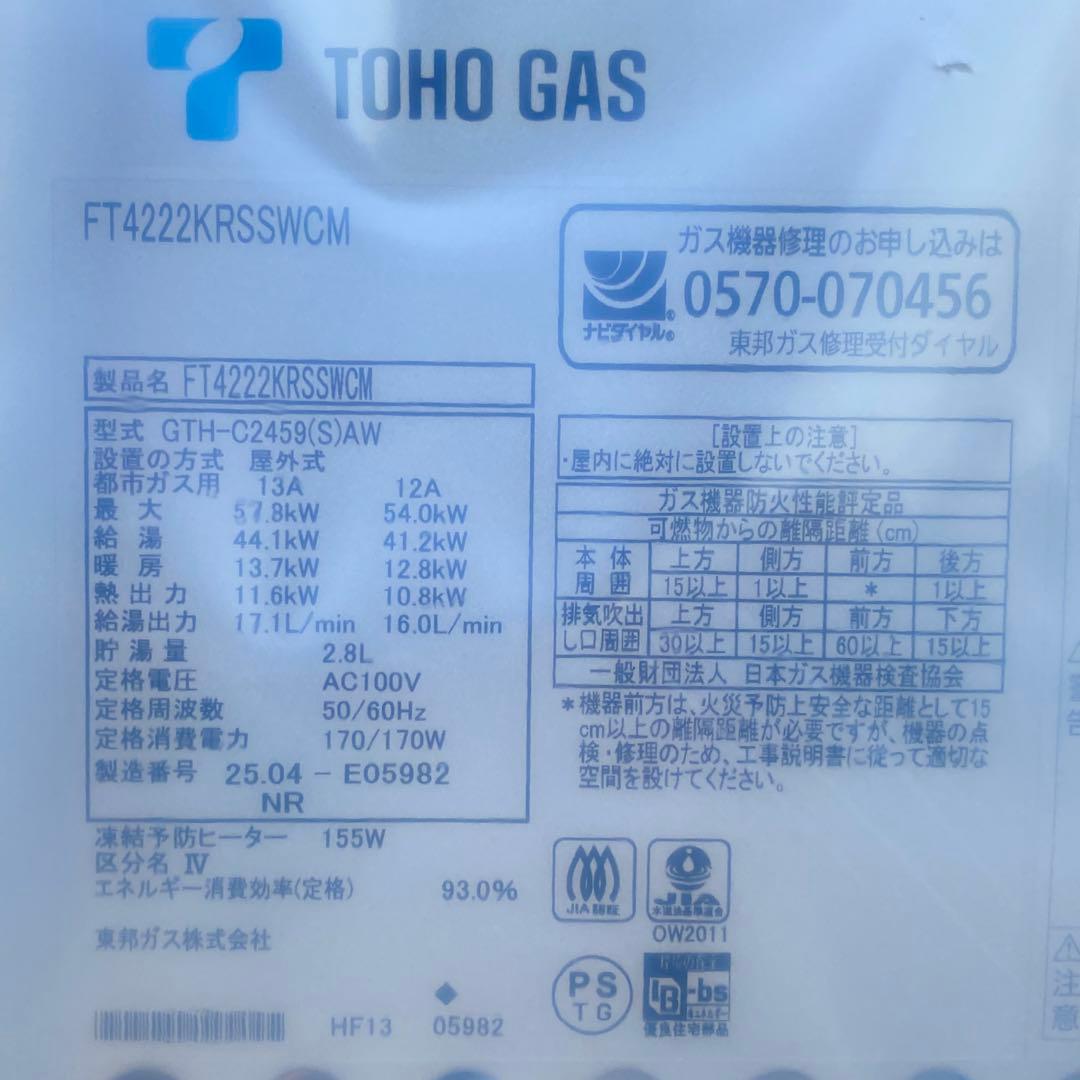 TOHO GAS
FT4222KRSSWCM
ガス機器修理のお申し込みは
ナビダイヤル®
0570-070456
東邦ガス修理受付ダイヤル
製品名 FT4222KRSSWCM
型式 GTH-C2459(S)AW
設置の方式 屋外式
都市ガス用 13A 12A
最大 57.8kW 54.0kW
給湯 44.1kW 41.2kW
暖房 13.7kW 12.8kW
熱出力 11.6kW 10.8kW
給湯出力 17.1L/min 16.0L/min
貯湯量 2.8L
定格電圧 AC100V
定格周波数 50/60Hz
定格消費電力 170/170W
製造番号 25.04 - E05982
NR
凍結予防ヒーター 155W
区分名 Ⅳ
エネルギー消費効率(定格) 93.0%
東邦ガス株式会社
HF13 05982
[設置上の注意]
・屋内に絶対に設置しないでください。
ガス機器防火性能評定品
可燃物からの離隔距離(cm)
本体周囲 上方 側方 前方 後方
15以上 1以上 * 1以上
排気吹出し口周囲 上方 側方 前方 下方
30以上 15以上 60以上 15以上
一般財団法人 日本ガス機器検査協会
*機器前方は、火災予防上安全な距離として15
cm以上の離隔距離が必要ですが、機器の点
検・修理のため、工事説明書に従って適切な
空間を設けてください。
JIA認証
JIA
水道法基準適合
OW2011
PS
TG
BL-bs
優良住宅部品
告
注
意